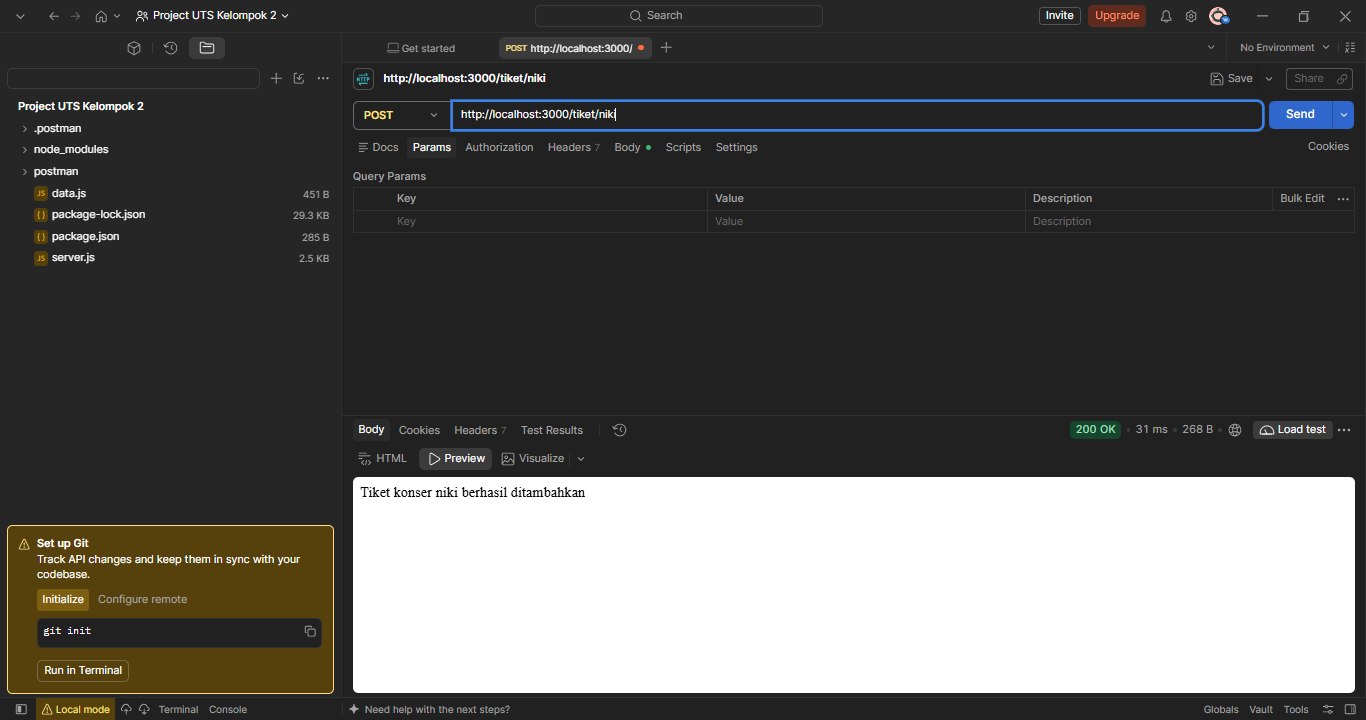 Project UTS Kelompok 2
Search
Invite
Upgrade
Get started
POST http://localhost:3000/
No Environment
HTTP
http://localhost:3000/tiket/niki
Save
Share
Project UTS Kelompok 2
.postman
node_modules
postman
JS data.js 451 B
{} package-lock.json 29.3 KB
{} package.json 285 B
JS server.js 2.5 KB
POST
http://localhost:3000/tiket/niki
Send
Docs
Params
Authorization
Headers 7
Body
Scripts
Settings
Cookies
Query Params
Key Value Description Bulk Edit
Key Value Description
Body
Cookies
Headers 7
Test Results
200 OK
31 ms
268 B
Load test
HTML
Preview
Visualize
Tiket konser niki berhasil ditambahkan
Set up Git
Track API changes and keep them in sync with your
codebase.
Initialize
Configure remote
git init
Run in Terminal
Local mode
Terminal
Console
Need help with the next steps?
Globals
Vault
Tools